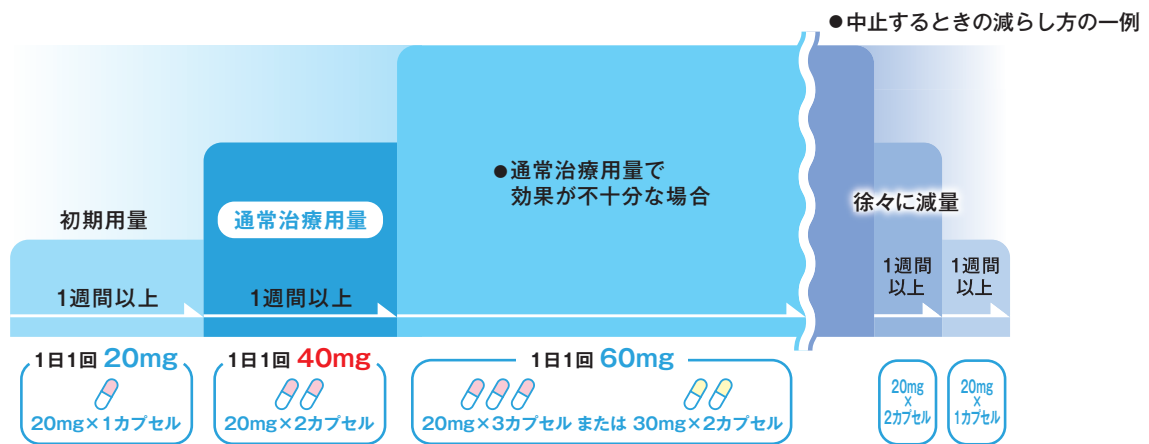 ●中止するときの減らし方の一例
●通常治療用量で
効果が不十分な場合
初期用量
通常治療用量
徐々に減量
1週間以上
1週間以上
1週間
以上
1週間
以上
1日1回 20mg
20mg×1カプセル
1日1回 40mg
20mg×2カプセル
1日1回 60mg
20mg×3カプセル または 30mg×2カプセル
20mg
×
2カプセル
20mg
×
1カプセル